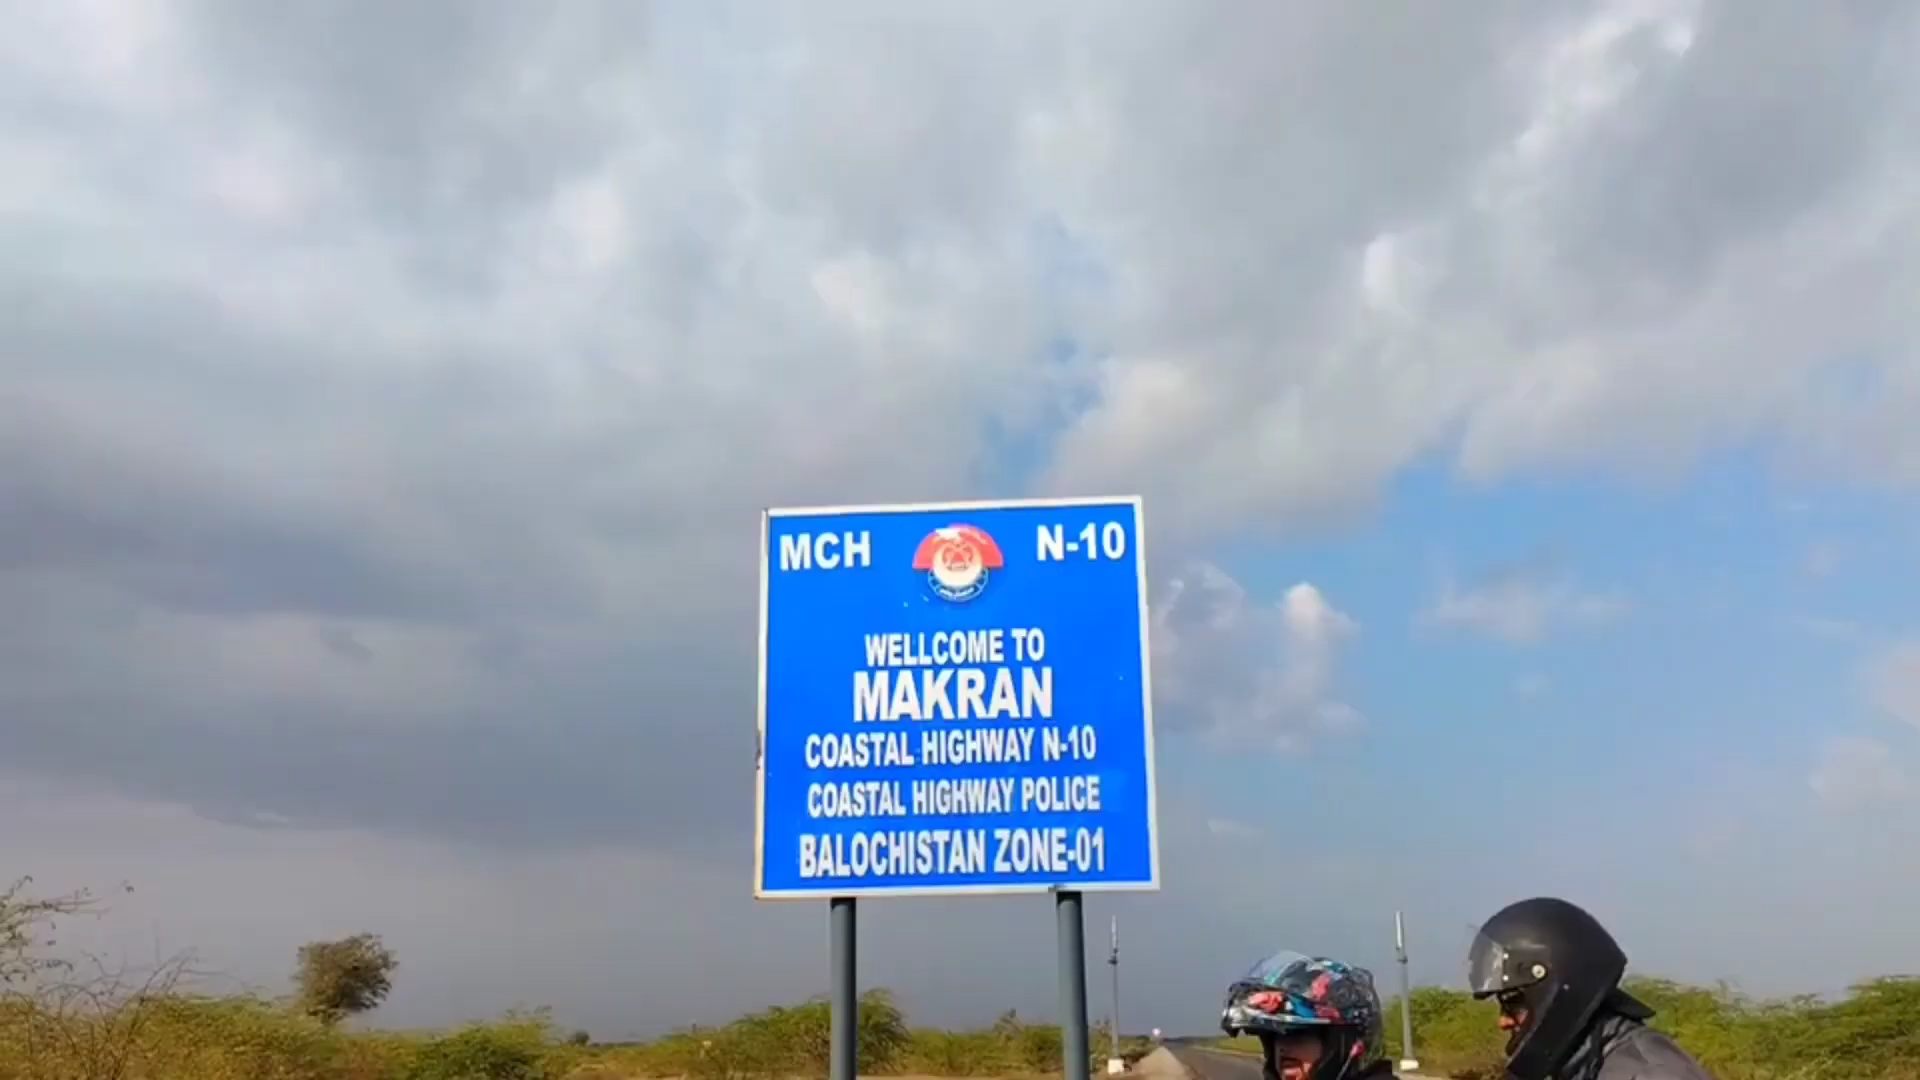 MCH N-10
WELLCOME TO
MAKRAN
COASTAL HIGHWAY N-10
COASTAL HIGHWAY POLICE
BALOCHISTAN ZONE-01